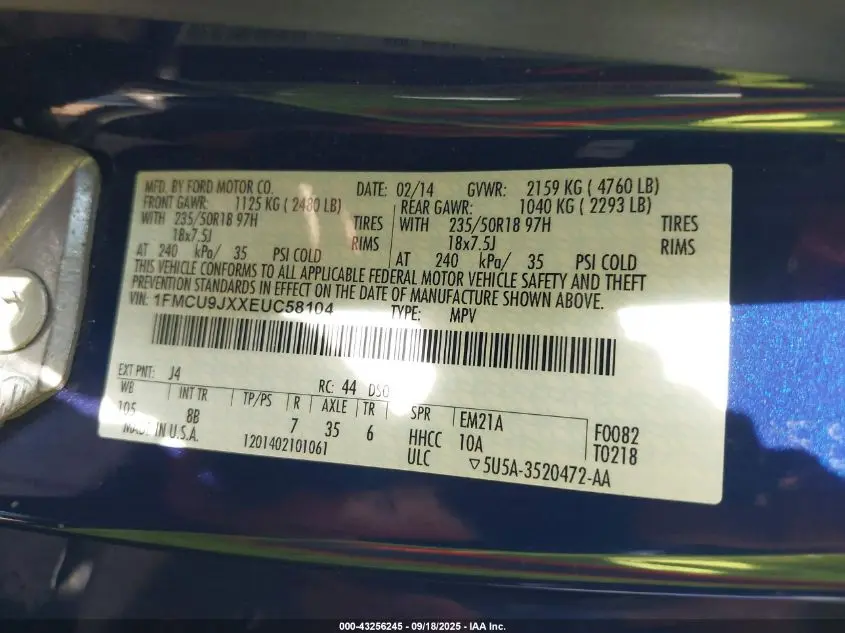 MFD. BY FORD MOTOR CO. DATE: 02/14 GVWR: 2159 KG ( 4760 LB)
FRONT GAWR: 1125 KG ( 2480 LB) REAR GAWR: 1040 KG ( 2293 LB)
WITH 235/50R18 97H TIRES WITH 235/50R18 97H TIRES
18x7.5J RIMS 18x7.5J RIMS
AT 240 kPa/ 35 PSI COLD AT 240 kPa/ 35 PSI COLD
THIS VEHICLE CONFORMS TO ALL APPLICABLE FEDERAL MOTOR VEHICLE SAFETY AND THEFT
PREVENTION STANDARDS IN EFFECT ON THE DATE OF MANUFACTURE SHOWN ABOVE.
VIN: 1FMCU9JXXEUC58104 TYPE: MPV
EXT PNT: J4 RC: 44 DSO
WB INT TR TP/PS R AXLE TR SPR EM21A F0082
105 8B 7 35 6 HHCC 10A T0218
MADE IN U.S.A. 1201402101061 ULC 5U5A-3520472-AA
000-43256245 - 09/18/2025 - IAA Inc.